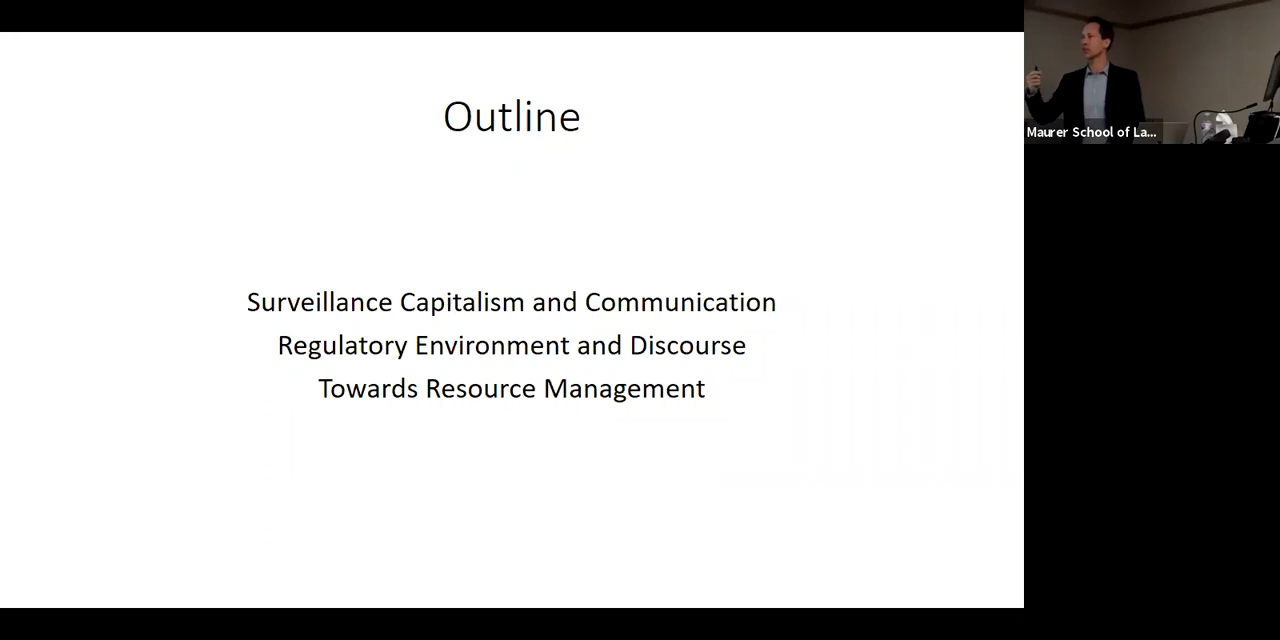 Outline
Surveillance Capitalism and Communication
Regulatory Environment and Discourse
Towards Resource Management
Maurer School of La...